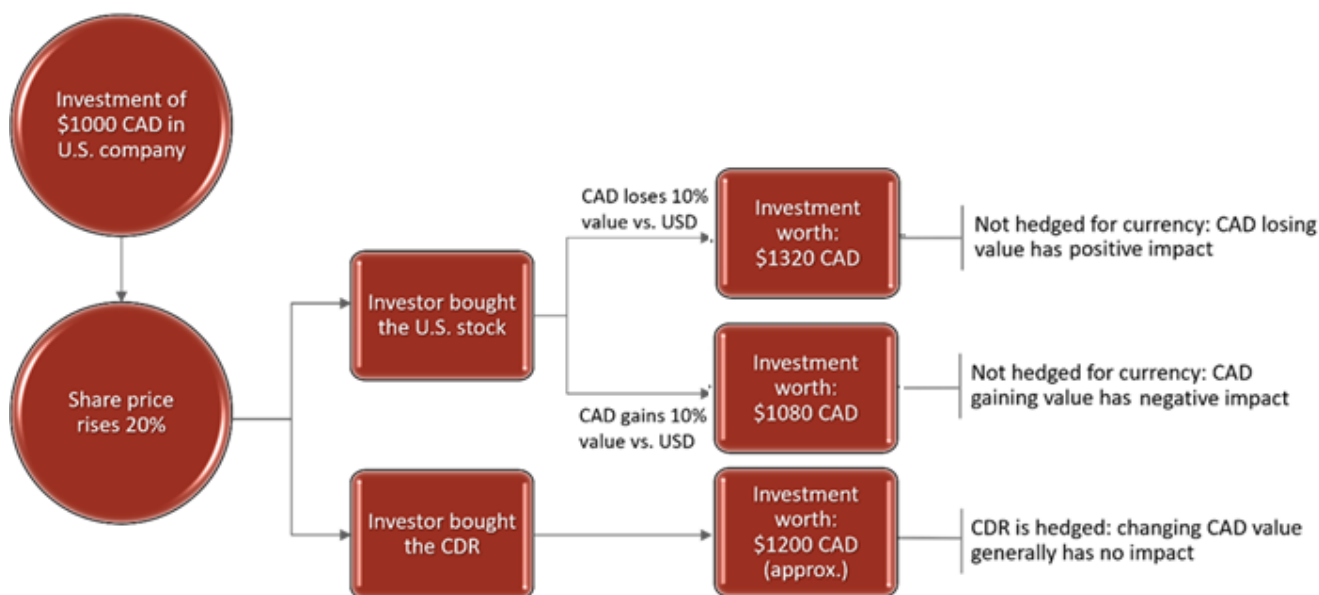 Investment of
$1000 CAD in
U.S. company
Share price
rises 20%
Investor bought
the U.S. stock
CAD loses 10%
value vs. USD
Investment
worth:
$1320 CAD
Not hedged for currency: CAD losing
value has positive impact
CAD gains 10%
value vs. USD
Investment
worth:
$1080 CAD
Not hedged for currency: CAD
gaining value has negative impact
Investor bought
the CDR
Investment
worth:
$1200 CAD
(approx.)
CDR is hedged: changing CAD value
generally has no impact